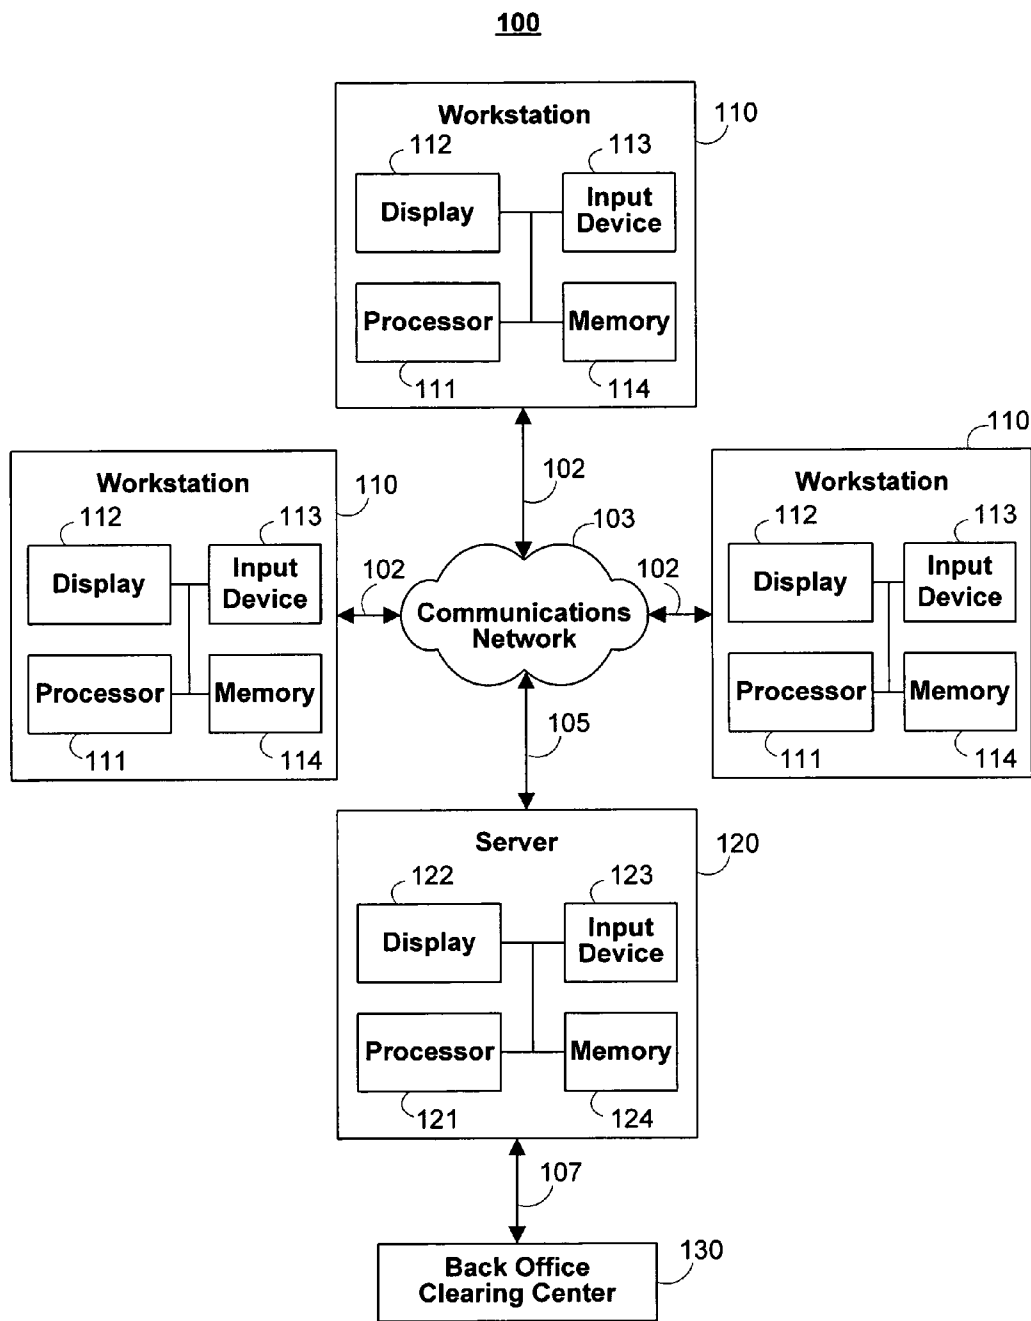 100
Workstation
110
112
113
Display
Input
Device
Processor
Memory
111
114
102
Workstation
110
112
113
Display
Input
Device
Processor
Memory
111
114
102
103
Communications
Network
102
110
Workstation
112
113
Display
Input
Device
Processor
Memory
111
114
105
Server
120
122
123
Display
Input
Device
Processor
Memory
121
124
107
Back Office
Clearing Center
130